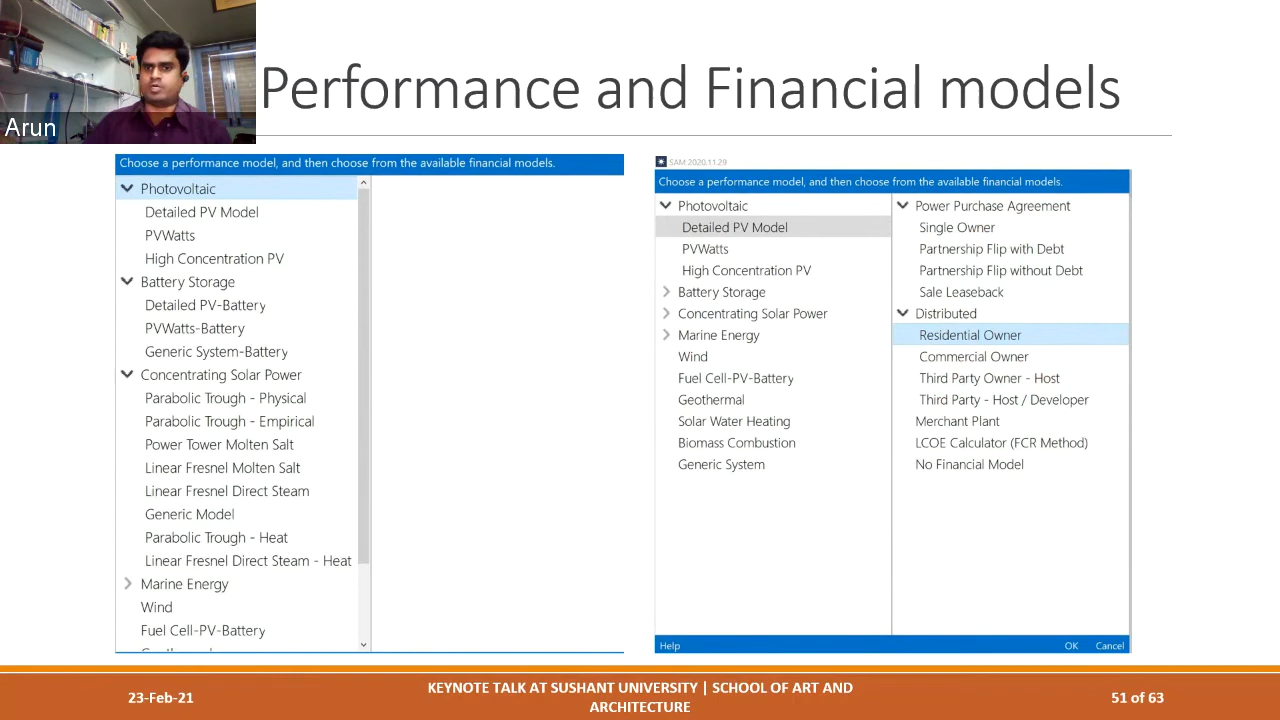 Arun
Performance and Financial models
Choose a performance model, and then choose from the available financial models.
Photovoltaic
Detailed PV Model
PVWatts
High Concentration PV
Battery Storage
Detailed PV-Battery
PVWatts-Battery
Generic System-Battery
Concentrating Solar Power
Parabolic Trough - Physical
Parabolic Trough - Empirical
Power Tower Molten Salt
Linear Fresnel Molten Salt
Linear Fresnel Direct Steam
Generic Model
Parabolic Trough - Heat
Linear Fresnel Direct Steam - Heat
Marine Energy
Wind
Fuel Cell-PV-Battery
SAM 2020.11.29
Choose a performance model, and then choose from the available financial models.
Photovoltaic
Detailed PV Model
PVWatts
High Concentration PV
Battery Storage
Concentrating Solar Power
Marine Energy
Wind
Fuel Cell-PV-Battery
Geothermal
Solar Water Heating
Biomass Combustion
Generic System
Power Purchase Agreement
Single Owner
Partnership Flip with Debt
Partnership Flip without Debt
Sale Leaseback
Distributed
Residential Owner
Commercial Owner
Third Party Owner - Host
Third Party - Host / Developer
Merchant Plant
LCOE Calculator (FCR Method)
No Financial Model
Help
OK
Cancel
23-Feb-21
KEYNOTE TALK AT SUSHANT UNIVERSITY | SCHOOL OF ART AND
ARCHITECTURE
51 of 63